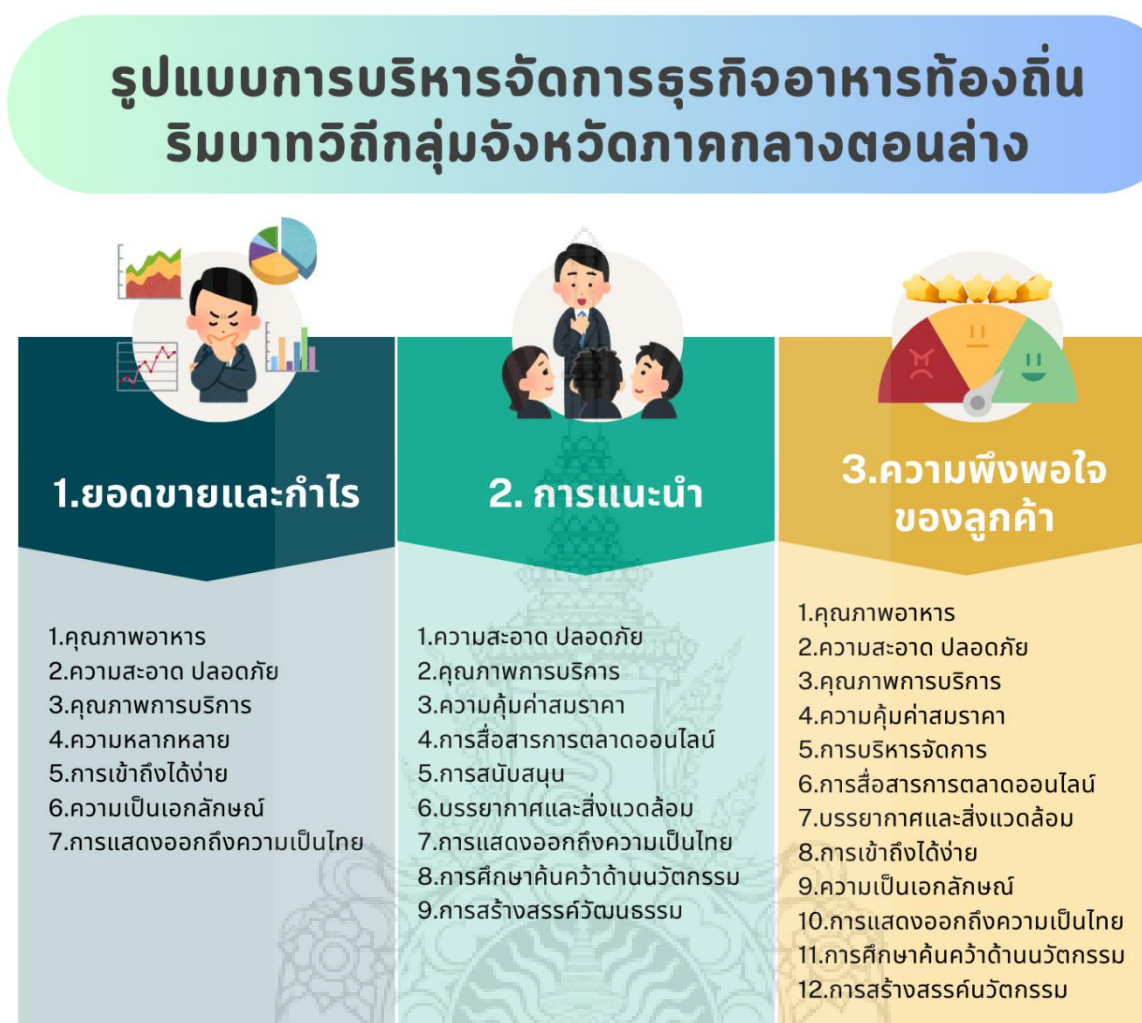 รูปแบบการบริหารจัดการธุรกิจอาหารท้องถิ่น
ริมบาทวิถีกลุ่มจังหวัดภาคกลางตอนล่าง
1.ยอดขายและกำไร
1.คุณภาพอาหาร
2.ความสะอาด ปลอดภัย
3.คุณภาพการบริการ
4.ความหลากหลาย
5.การเข้าถึงได้ง่าย
6.ความเป็นเอกลักษณ์
7.การแสดงออกถึงความเป็นไทย
2. การแนะนำ
1.ความสะอาด ปลอดภัย
2.คุณภาพการบริการ
3.ความคุ้มค่าสมราคา
4.การสื่อสารการตลาดออนไลน์
5.การสนับสนุน
6.บรรยากาศและสิ่งแวดล้อม
7.การแสดงออกถึงความเป็นไทย
8.การศึกษาค้นคว้าด้านนวัตกรรม
9.การสร้างสรรค์วัฒนธรรม
3.ความพึงพอใจ
ของลูกค้า
1.คุณภาพอาหาร
2.ความสะอาด ปลอดภัย
3.คุณภาพการบริการ
4.ความคุ้มค่าสมราคา
5.การบริหารจัดการ
6.การสื่อสารการตลาดออนไลน์
7.บรรยากาศและสิ่งแวดล้อม
8.การเข้าถึงได้ง่าย
9.ความเป็นเอกลักษณ์
10.การแสดงออกถึงความเป็นไทย
11.การศึกษาค้นคว้าด้านนวัตกรรม
12.การสร้างสรรค์นวัตกรรม